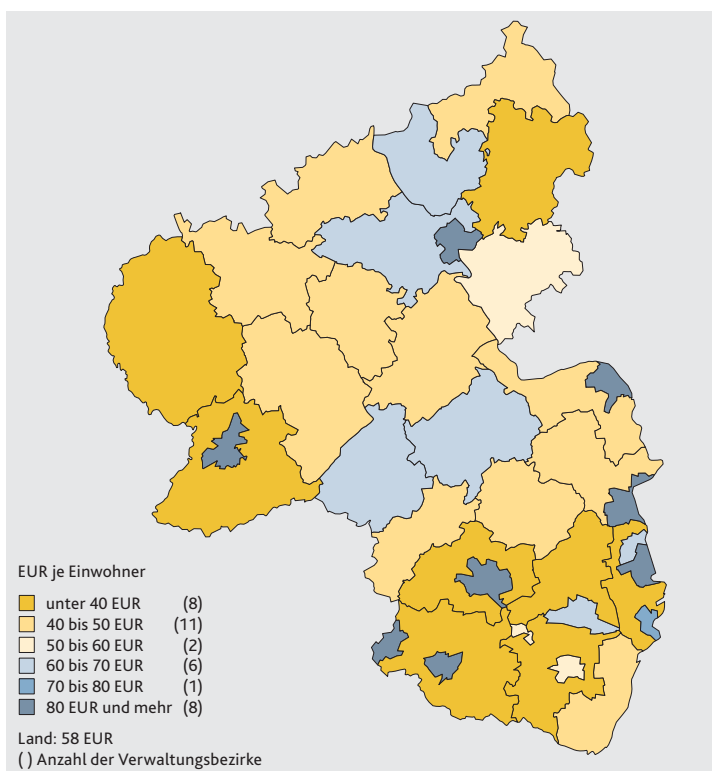 EUR je Einwohner
unter 40 EUR (8)
40 bis 50 EUR (11)
50 bis 60 EUR (2)
60 bis 70 EUR (6)
70 bis 80 EUR (1)
80 EUR und mehr (8)
Land: 58 EUR
( ) Anzahl der Verwaltungsbezirke